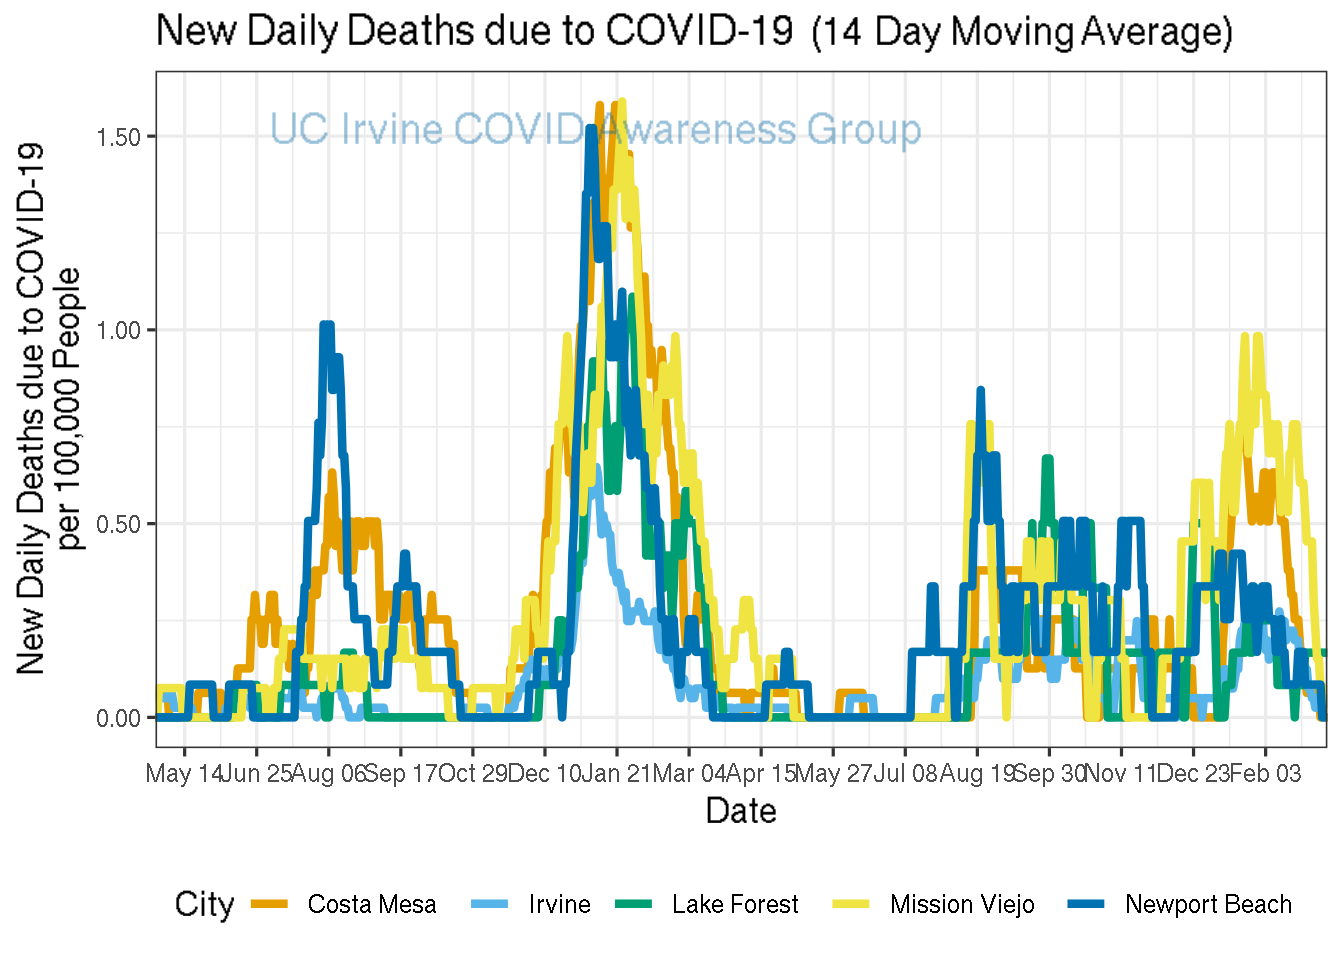 New Daily Deaths due to COVID-19 (14 Day Moving Average)
UC Irvine COVID Awareness Group
New Daily Deaths due to COVID-19
per 100,000 People
1.50
1.00
0.50
0.00
May 14 Jun 25 Aug 06 Sep 17 Oct 29 Dec 10 Jan 21 Mar 04 Apr 15 May 27 Jul 08 Aug 19 Sep 30 Nov 11 Dec 23 Feb 03
Date
City Costa Mesa Irvine Lake Forest Mission Viejo Newport Beach